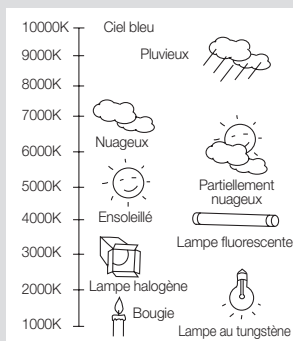 10000K Ciel bleu
9000K Pluvieux
8000K
7000K
Nuageux
6000K
Partiellement
nuageux
5000K
Ensoleillé
4000K
Lampe fluorescente
3000K
Lampe halogène
2000K
Bougie
1000K
Lampe au tungstène